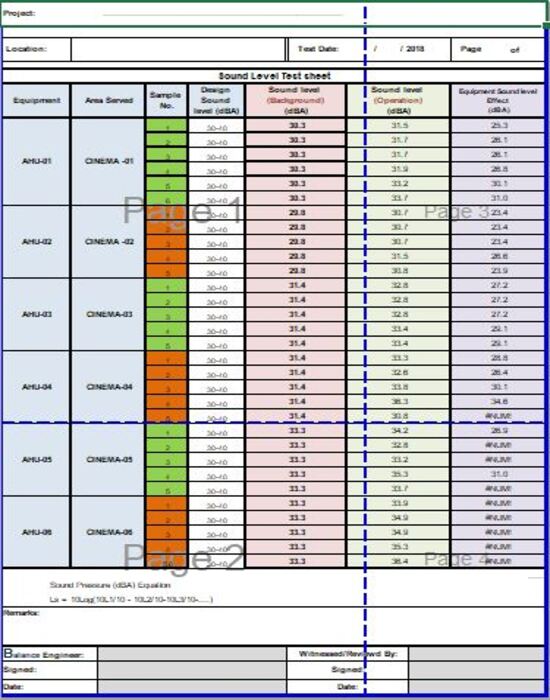 Project:
Location: Test Date: / / 2018 Page of
Sound Level Test sheet
Equipment Area Served Sample No. Design Sound level (dBA) Sound level (Background) (dBA) Sound level (Operation) (dBA) Equipment Sound level Effect (dBA)
1 30-40 30.3 31.5 25.3
2 30-40 30.3 31.7 26.1
3 30-40 30.3 31.7 26.1
AHU-01 CINEMA -01 4 30-40 30.3 31.9 26.8
5 30-40 30.3 33.2 30.1
6 30-40 30.3 33.7 31.0
Page 1 Page 3
30-40 29.8 30.7 23.4
2 30-40 29.8 30.7 23.4
AHU-02 CINEMA -02 3 30-40 29.8 30.7 23.4
4 30-40 29.8 31.5 26.6
5 30-40 29.8 30.8 23.9
1 30-40 31.4 32.8 27.2
2 30-40 31.4 32.8 27.2
AHU-03 CINEMA-03 3 30-40 31.4 32.8 27.2
4 30-40 31.4 33.4 29.1
5 30-40 31.4 33.4 29.1
1 30-40 31.4 33.3 28.8
2 30-40 31.4 32.6 26.4
AHU-04 CINEMA-04 3 30-40 31.4 33.8 30.1
4 30-40 31.4 36.3 34.6
5 30-40 31.4 30.8 #NUM!
1 30-40 33.3 34.2 26.9
2 30-40 33.3 32.8 #NUM!
AHU-05 CINEMA-05 3 30-40 33.3 33.2 #NUM!
4 30-40 33.3 35.3 31.0
5 30-40 33.3 33.7 #NUM!
1 30-40 33.3 33.9 #NUM!
2 30-40 33.3 34.9 #NUM!
AHU-06 CINEMA-06 3 30-40 33.3 34.9 #NUM!
30-40 33.3 35.3 #NUM!
Page 2 Page 4
30-40 33.3 36.4 #NUM!
Sound Pressure (dBA) Equation
Lx = 10Log(10L1/10 - 10L2/10-10L3/10-.....)
Remarks:
Balance Engineer: Witnessed/Reviewd By:
Signed: Signed:
Date: Date: